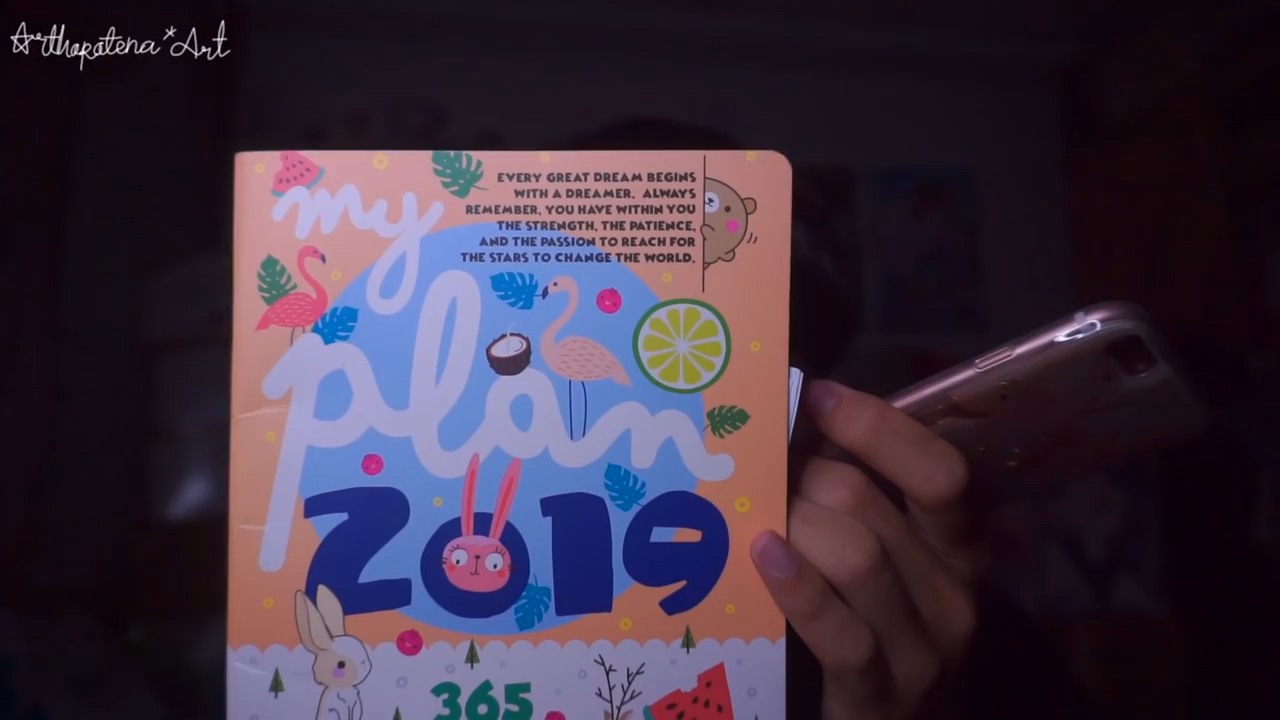 Arthapatena*Art
EVERY GREAT DREAM BEGINS
WITH A DREAMER. ALWAYS
REMEMBER, YOU HAVE WITHIN YOU
THE STRENGTH, THE PATIENCE,
AND THE PASSION TO REACH FOR
THE STARS TO CHANGE THE WORLD.
my
plan
2019
365